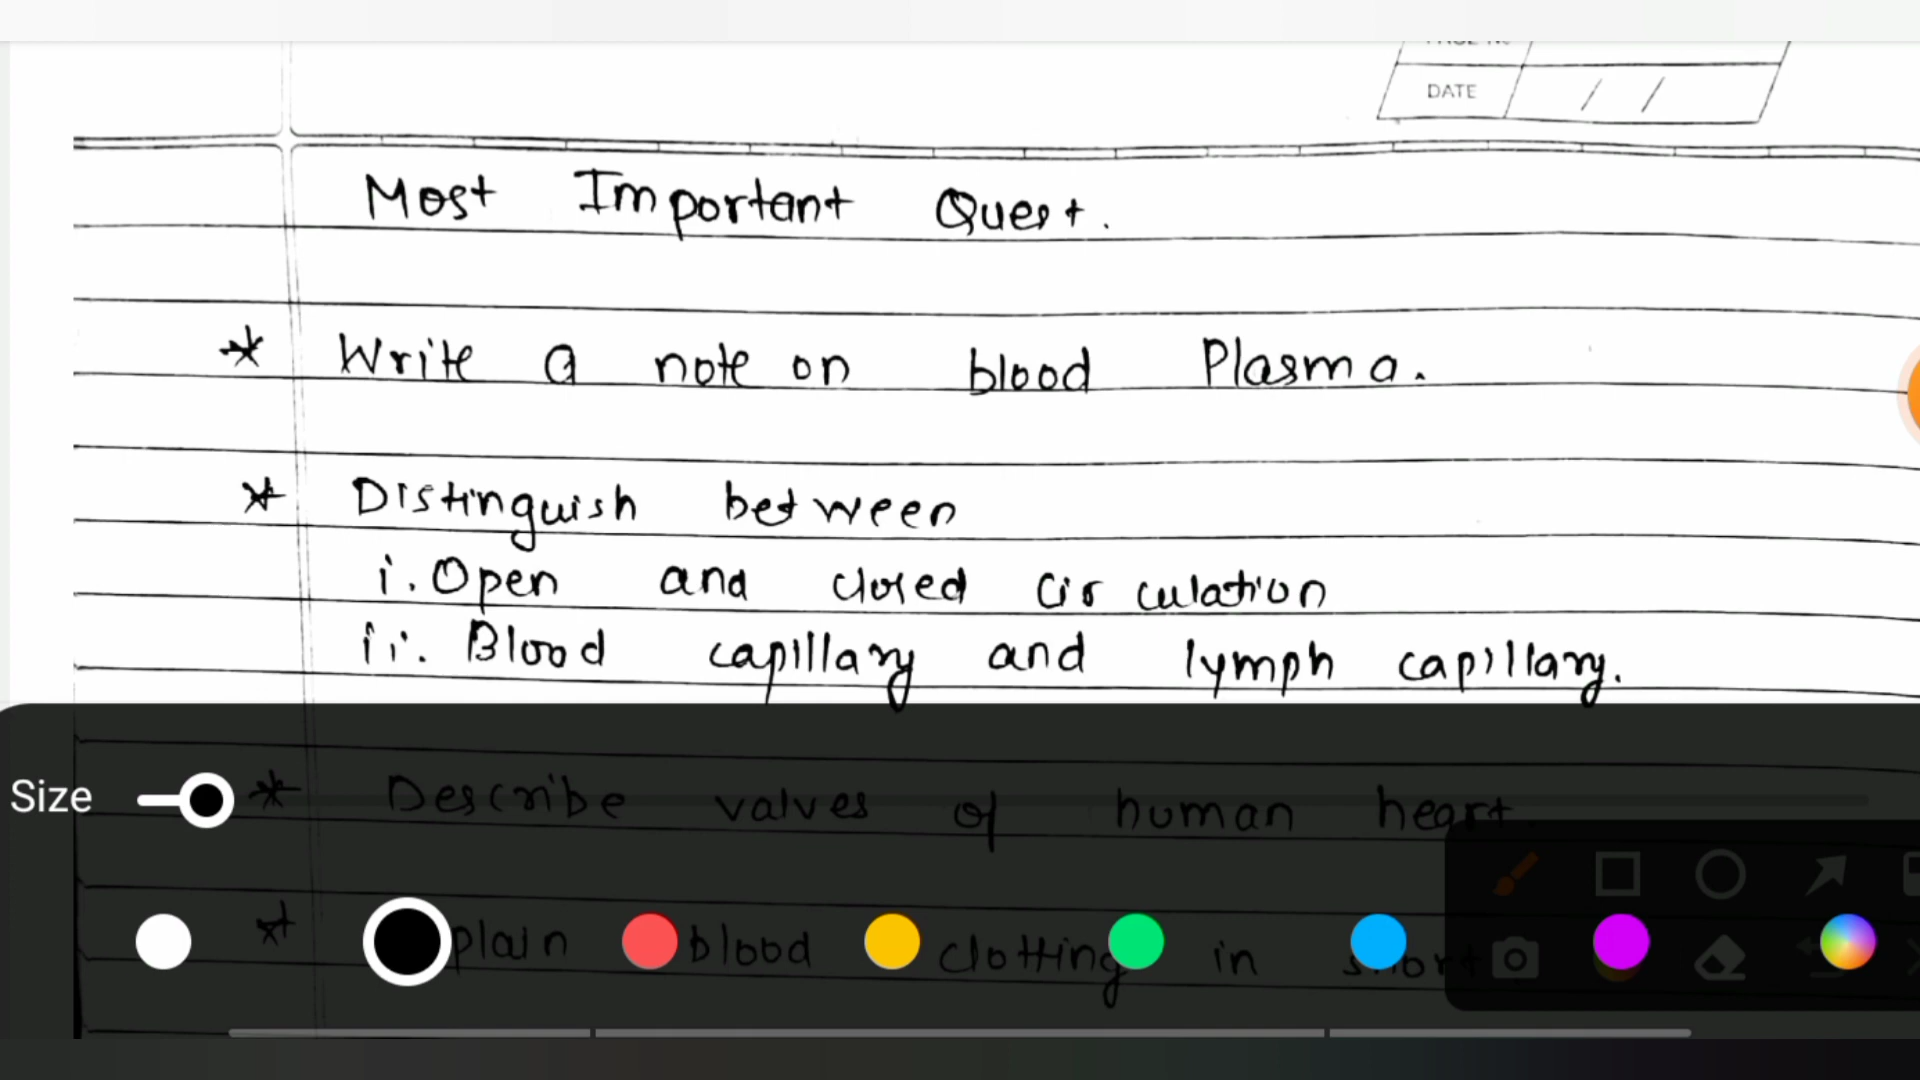 DATE / /
Most Important Quest.
* Write a note on blood Plasma.
* Distinguish between
i. Open and closed circulation
ii. Blood capillary and lymph capillary.
Size
* Describe valves of human heart.
* plain blood clotting in short